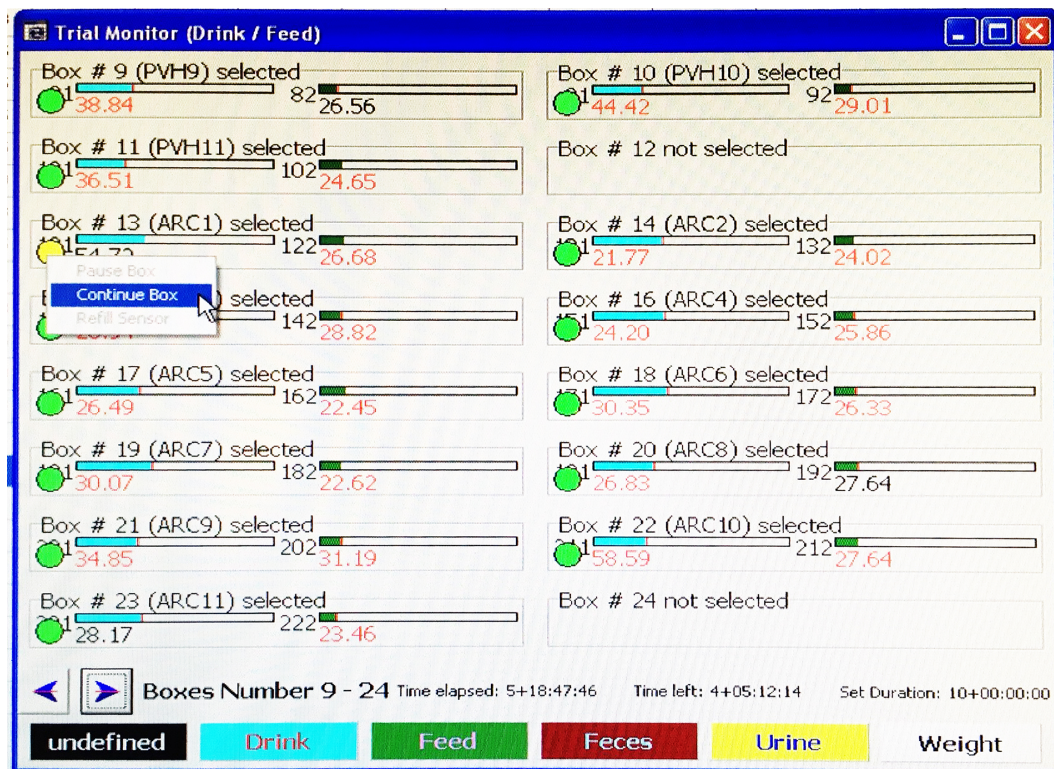 Trial Monitor (Drink / Feed)
Box # 9 (PVH9) selected
38.84 82 26.56
Box # 10 (PVH10) selected
44.42 92 29.01
Box # 11 (PVH11) selected
36.51 102 24.65
Box # 12 not selected
Box # 13 (ARC1) selected
54.72 122 26.68
Box # 14 (ARC2) selected
21.77 132 24.02
Pause Box
Continue Box
Refill Sensor
) selected
142 28.82
Box # 16 (ARC4) selected
24.20 152 25.86
Box # 17 (ARC5) selected
26.49 162 22.45
Box # 18 (ARC6) selected
30.35 172 26.33
Box # 19 (ARC7) selected
30.07 182 22.62
Box # 20 (ARC8) selected
26.83 192 27.64
Box # 21 (ARC9) selected
34.85 202 31.19
Box # 22 (ARC10) selected
58.59 212 27.64
Box # 23 (ARC11) selected
28.17 222 23.46
Box # 24 not selected
Boxes Number 9 - 24 Time elapsed: 5+18:47:46 Time left: 4+05:12:14 Set Duration: 10+00:00:00
undefined Drink Feed Feces Urine Weight